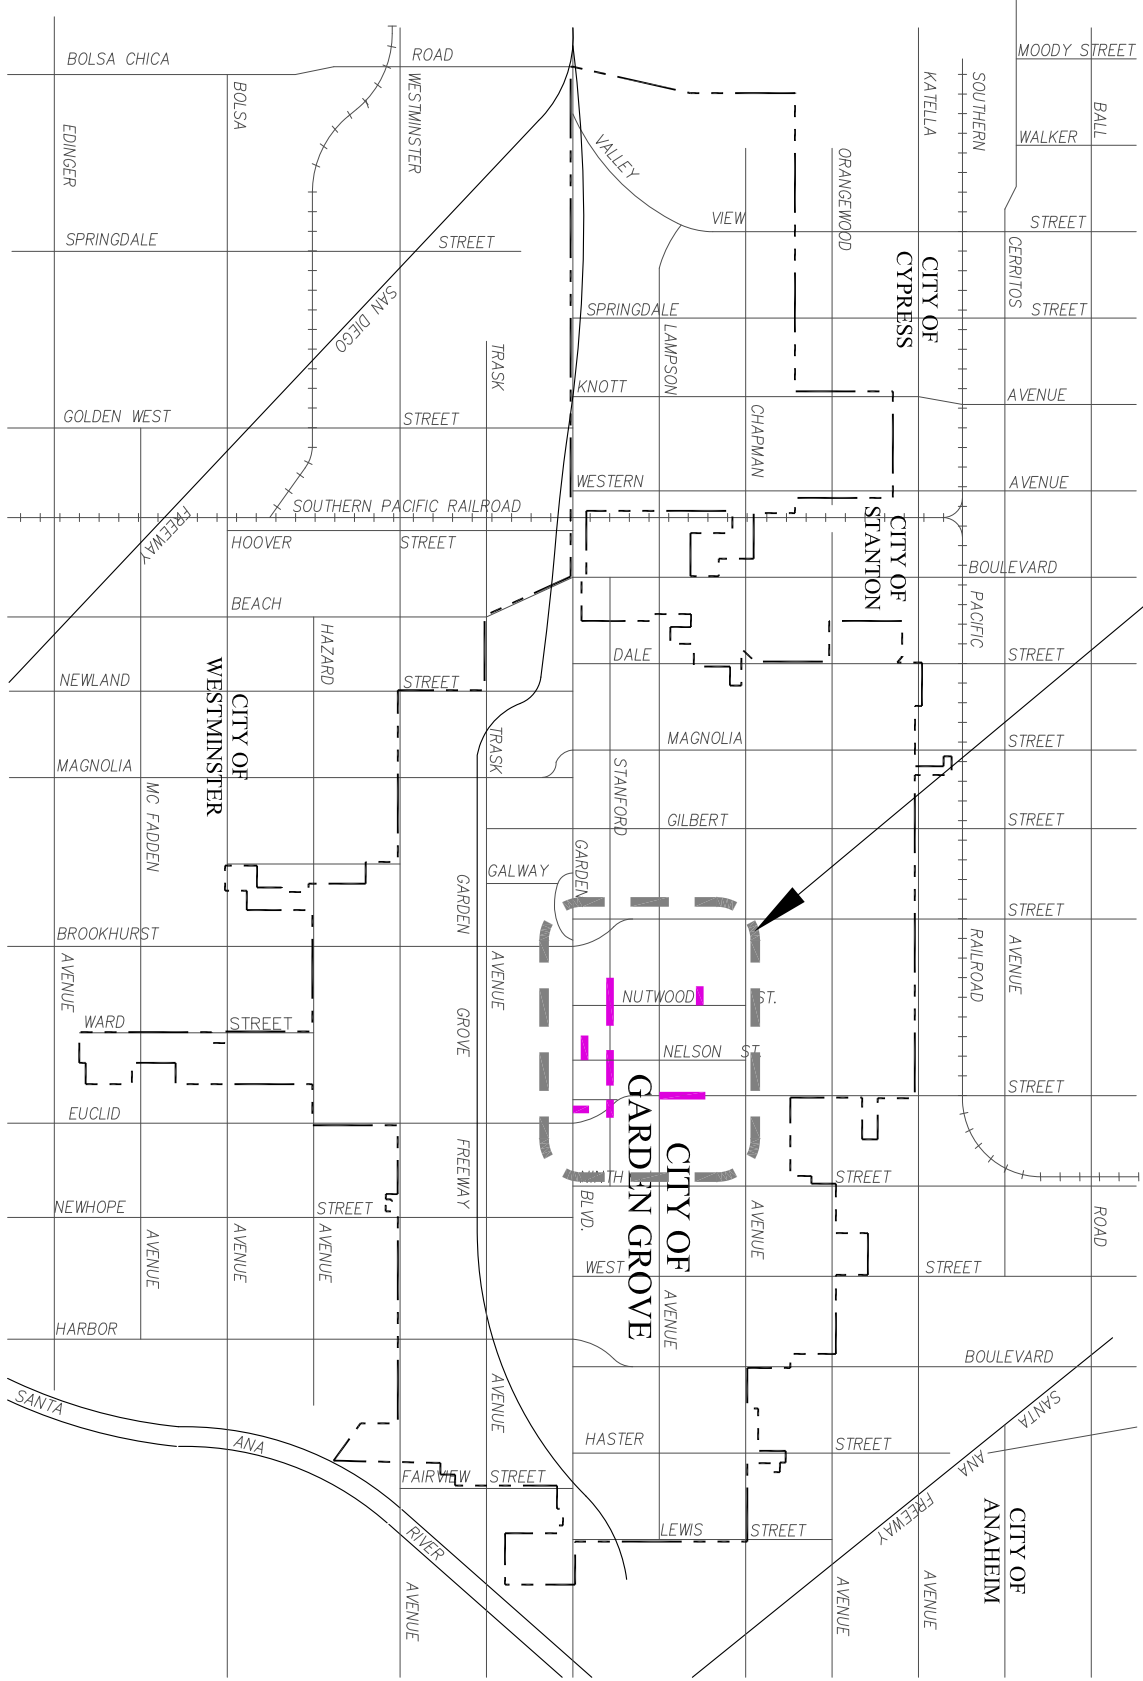 BOLSA CHICA
ROAD
MOODY STREET
BOLSA
WESTMINSTER
KATELLA
SOUTHERN
BALL
EDINGER
WALKER
VALLEY
ORANGEWOOD
VIEW
STREET
SPRINGDALE
STREET
CERRITOS
CITY OF
CYPRESS
SAN DIEGO
SPRINGDALE
STREET
LAMPSON
TRASK
KNOTT
AVENUE
GOLDEN WEST
STREET
CHAPMAN
WESTERN
AVENUE
SOUTHERN PACIFIC RAILROAD
FREEWAY
HOOVER
STREET
CITY OF
STANTON
BOULEVARD
BEACH
PACIFIC
HAZARD
DALE
STREET
NEWLAND
STREET
CITY OF
WESTMINSTER
TRASK
MAGNOLIA
STREET
MAGNOLIA
MC FADDEN
STANFORD
GILBERT
STREET
GALWAY
GARDEN
GARDEN
STREET
BROOKHURST
AVENUE
AVENUE
RAILROAD
AVENUE
NUTWOOD
ST.
WARD
STREET
GROVE
NELSON
ST.
STREET
EUCLID
CITY OF
GARDEN GROVE
FREEWAY
STREET
NEWHOPE
STREET
BLVD.
AVENUE
ROAD
AVENUE
AVENUE
AVENUE
WEST
STREET
AVENUE
HARBOR
BOULEVARD
SANTA
ANA
RIVER
AVENUE
SANTA
ANA
FREEWAY
HASTER
STREET
FAIRVIEW
STREET
LEWIS
STREET
CITY OF
ANAHEIM
AVENUE
AVENUE
AVENUE